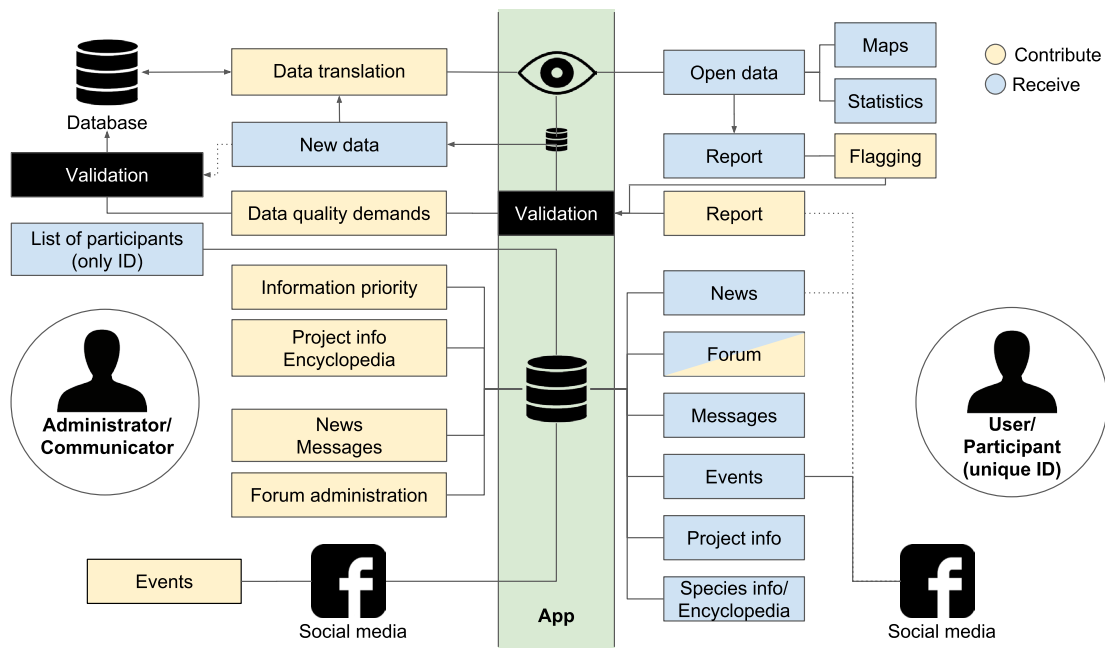 Database
Data translation
New data
Validation
Data quality demands
List of participants
(only ID)
Information priority
Project info
Encyclopedia
Administrator/
Communicator
News
Messages
Forum administration
Events
Social media
Validation
App
Open data
Maps
Statistics
Report
Flagging
Report
News
Forum
Messages
Events
Project info
Species info/
Encyclopedia
Contribute
Receive
User/
Participant
(unique ID)
Social media